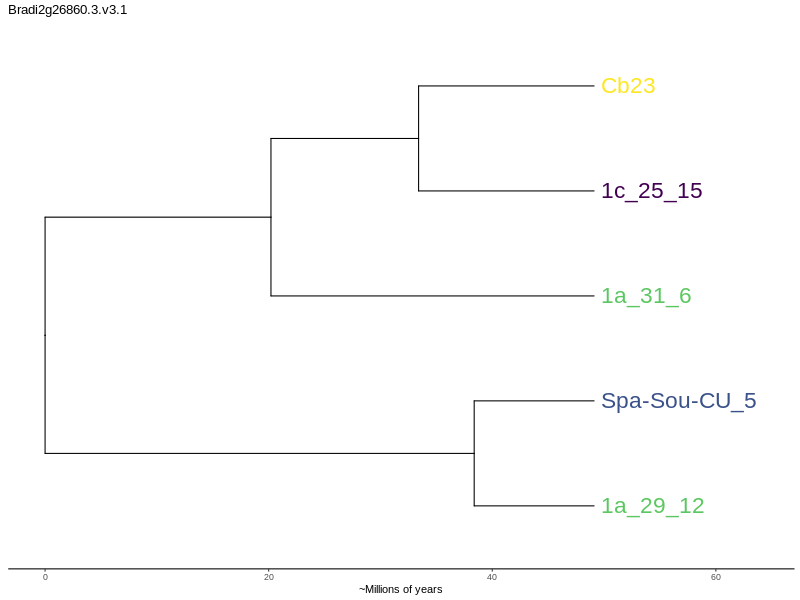 Bradi2g26860.3.v3.1
Cb23
1c_25_15
1a_31_6
Spa-Sou-CU_5
1a_29_12
0 20 40 60
~Millions of years